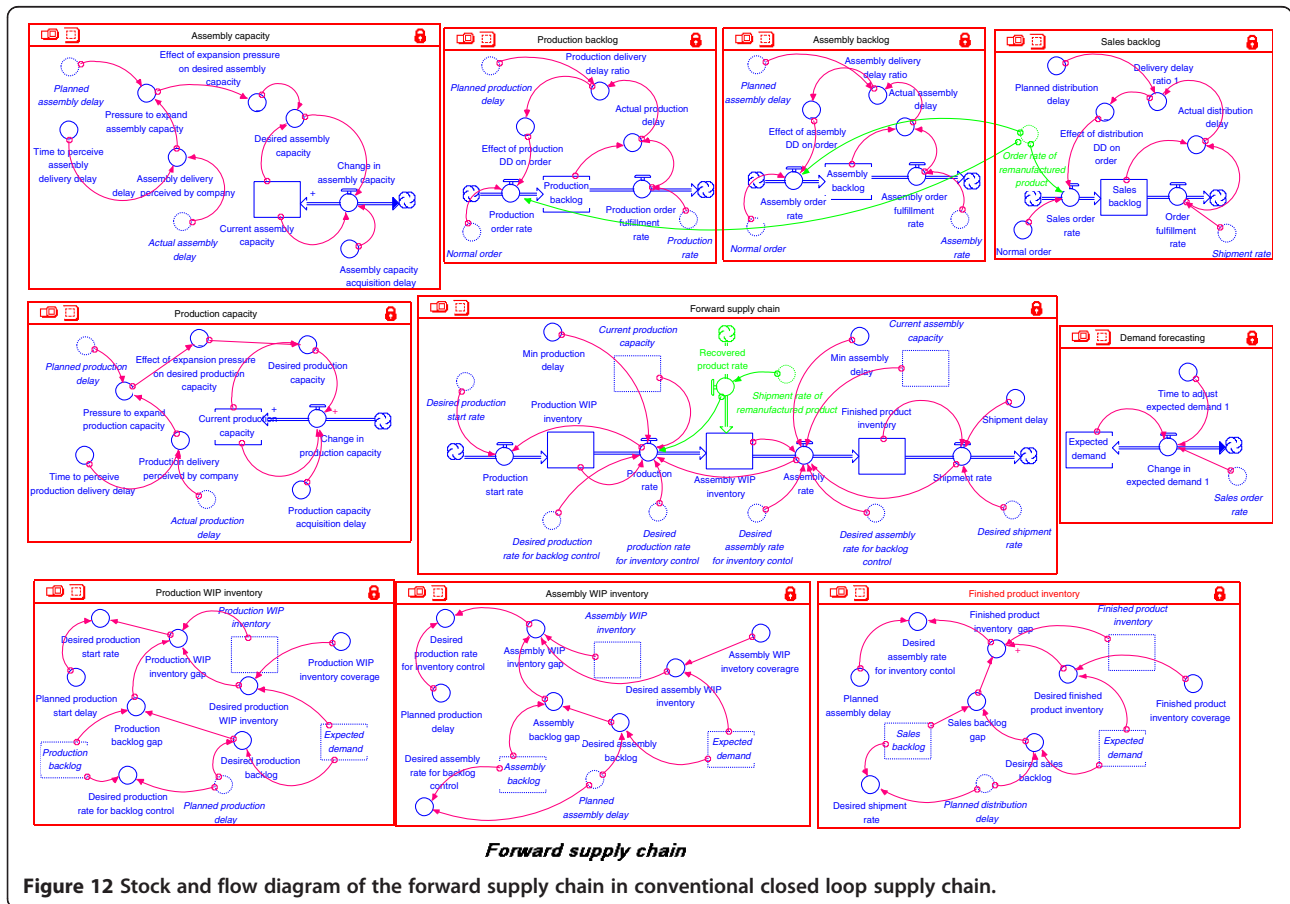 Assembly capacity
Effect of expansion pressure
on desired assembly
capacity
Planned
assembly delay
Pressure to expand
assembly capacity
Desired assembly
capacity
Time to perceive
assembly
delivery delay
Change in
assembly capacity
Assembly delivery
delay perceived by company
+
Current assembly
capacity
Actual assembly
delay
Assembly capacity
acquisition delay
Production backlog
Production delivery
delay ratio
Planned production
delay
Actual production
delay
Effect of production
DD on order
Production
backlog
Production
order rate
Production order
fulfillment
rate
Normal order
Production
rate
Assembly backlog
Assembly delivery
delay ratio
Planned
assembly delay
Actual assembly
delay
Effect of assembly
DD on order
Assembly
backlog
Assembly order
rate
Assembly order
fulfillment rate
Normal order
Assembly
rate
Sales backlog
Delivery delay
ratio 1
Planned distribution
delay
Actual distribution
delay
Effect of distribution
DD on
order
Order rate of
remanufactured
product
Sales
backlog
Sales order
rate
Order
fulfillment
rate
Normal order
Shipment rate
Production capacity
Planned production
delay
Effect of expansion pressure
on desired production
capacity
Desired production
capacity
Pressure to expand
production capacity
+
Current production
capacity
+
Change in
production capacity
Production delivery
perceived by company
Time to perceive
production delivery delay
Actual production
delay
Production capacity
acquisition delay
Forward supply chain
Current production
capacity
Min production
delay
Recovered
product rate
Current assembly
capacity
Min assembly
delay
Shipment rate of
remanufactured product
Desired production
start rate
Production WIP
inventory
Finished product
inventory
Shipment delay
Production
start rate
Production
rate
Assembly WIP
inventory
Assembly
rate
Shipment rate
Desired production
rate for backlog control
Desired
production rate
for inventory control
Desired
assembly rate
for inventory contol
Desired assembly
rate for backlog
control
Desired shipment
rate
Demand forecasting
Time to adjust
expected demand 1
Expected
demand
Change in
expected demand 1
Sales order
rate
Production WIP inventory
Production WIP
inventory
Desired production
start rate
Production WIP
inventory gap
Production WIP
inventory coverage
Planned production
start delay
Desired production
WIP inventory
Production
backlog gap
Production
backlog
Expected
demand
Desired production
backlog
Desired production
rate for backlog control
Planned production
delay
Assembly WIP inventory
Assembly WIP
inventory
Desired
production rate
for inventory control
Assembly WIP
inventory gap
Assembly WIP
invetory coveragre
Desired assembly WIP
inventory
Planned production
delay
Assembly
backlog gap
Desired assembly
backlog
Expected
demand
Desired assembly
rate for backlog
control
Assembly
backlog
Planned
assembly delay
Finished product inventory
Finished product
inventory gap
Finished product
inventory
Desired
assembly rate
for inventory contol
+
Planned
assembly delay
Desired finished
product inventory
Finished product
inventory coverage
Sales
backlog
Sales backlog
gap
Expected
demand
Desired sales
backlog
Desired shipment
rate
Planned distribution
delay
Forward supply chain
Figure 12 Stock and flow diagram of the forward supply chain in conventional closed loop supply chain.